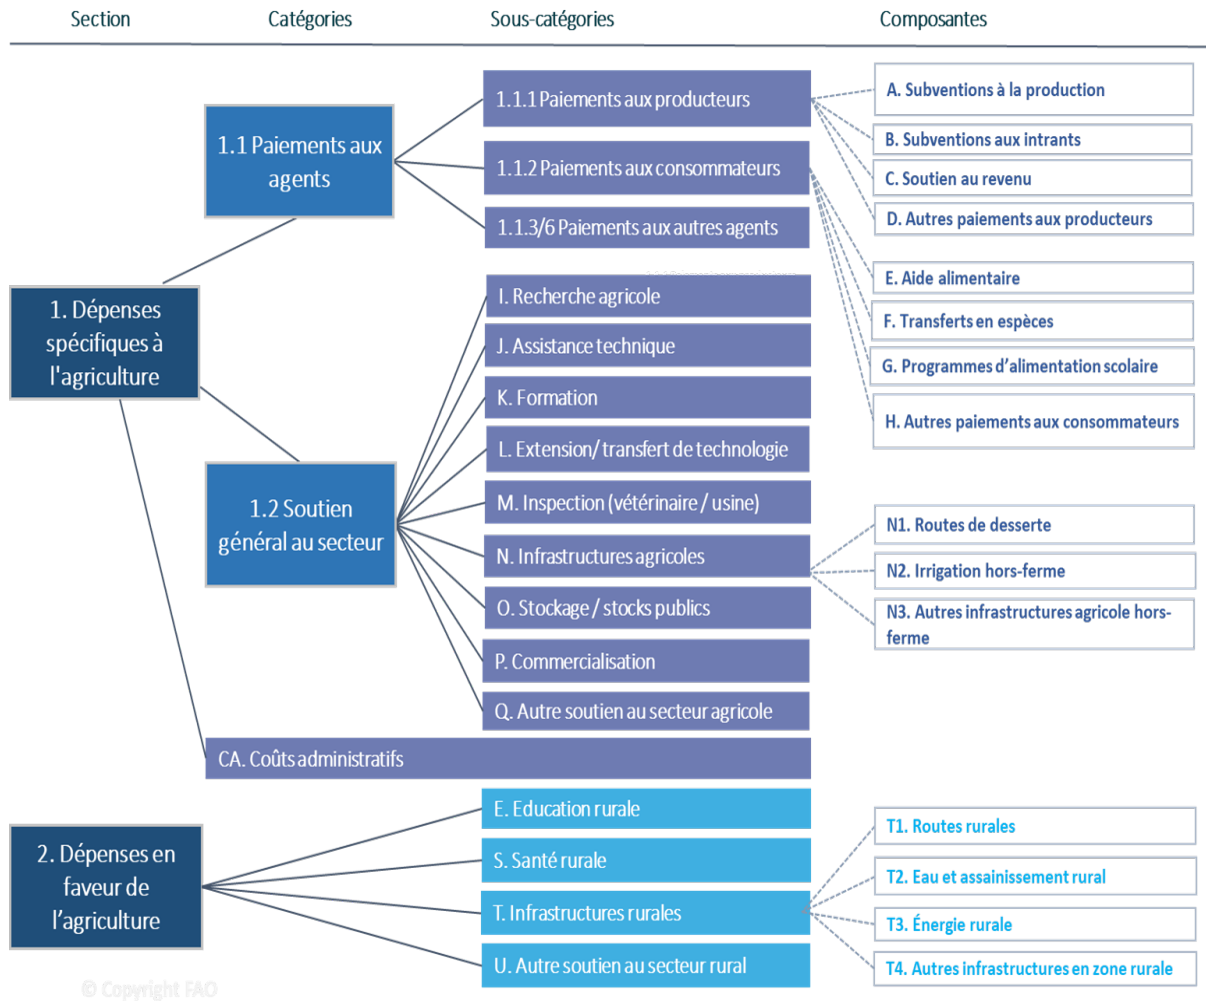 Section
Catégories
Sous-catégories
Composantes
1. Dépenses
spécifiques à
l'agriculture
1.1 Paiements aux
agents
1.1.1 Paiements aux producteurs
A. Subventions à la production
B. Subventions aux intrants
C. Soutien au revenu
D. Autres paiements aux producteurs
1.1.2 Paiements aux consommateurs
E. Aide alimentaire
F. Transferts en espèces
G. Programmes d’alimentation scolaire
H. Autres paiements aux consommateurs
1.1.3/6 Paiements aux autres agents
1.2 Soutien
général au secteur
I. Recherche agricole
J. Assistance technique
K. Formation
L. Extension/ transfert de technologie
M. Inspection (vétérinaire / usine)
N. Infrastructures agricoles
N1. Routes de desserte
N2. Irrigation hors-ferme
N3. Autres infrastructures agricole hors-
ferme
O. Stockage / stocks publics
P. Commercialisation
Q. Autre soutien au secteur agricole
CA. Coûts administratifs
2. Dépenses en
faveur de
l’agriculture
E. Education rurale
S. Santé rurale
T. Infrastructures rurales
T1. Routes rurales
T2. Eau et assainissement rural
T3. Énergie rurale
T4. Autres infrastructures en zone rurale
U. Autre soutien au secteur rural
© Copyright FAO